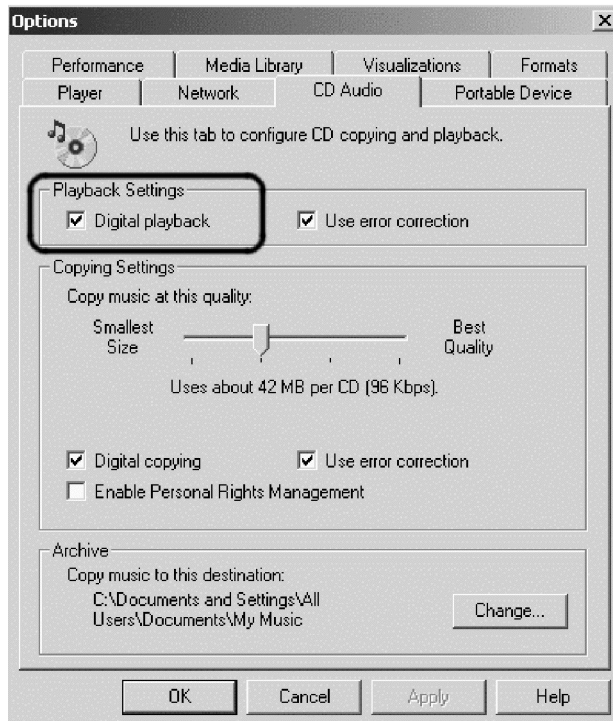 Options
Performance Media Library Visualizations Formats
Player Network CD Audio Portable Device
Use this tab to configure CD copying and playback.
Playback Settings
Digital playback Use error correction
Copying Settings
Copy music at this quality:
Smallest Best
Size Quality
Uses about 42 MB per CD (96 Kbps).
Digital copying Use error correction
Enable Personal Rights Management
Archive
Copy music to this destination:
C:\Documents and Settings\All
Users\Documents\My Music
Change...
OK Cancel Apply Help